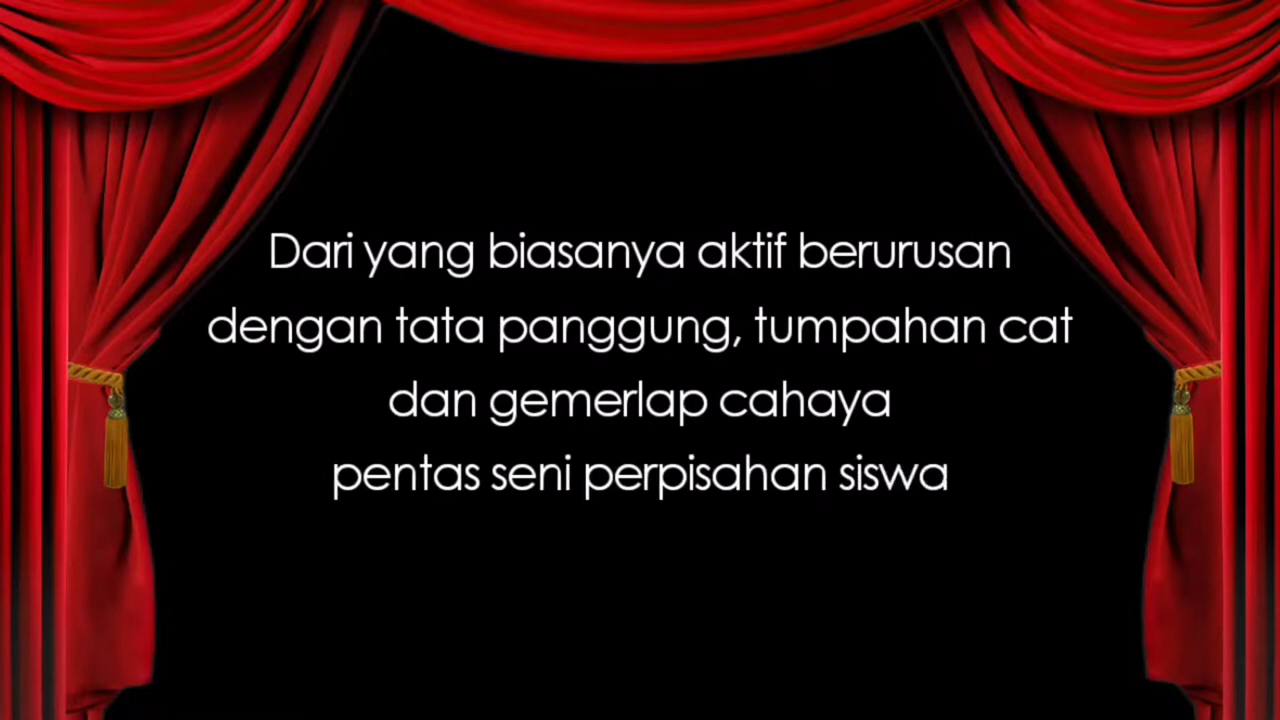 Dari yang biasanya aktif berurusan
dengan tata panggung, tumpahan cat
dan gemerlap cahaya
pentas seni perpisahan siswa